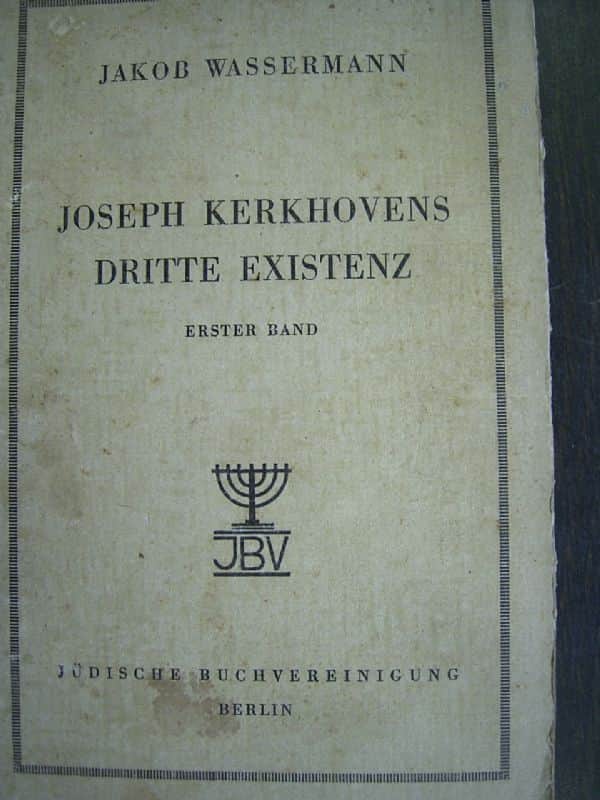 JAKOB WASSERMANN
JOSEPH KERKHOVENS
DRITTE EXISTENZ
ERSTER BAND
JBV
JÜDISCHE BUCHVEREINIGUNG
BERLIN